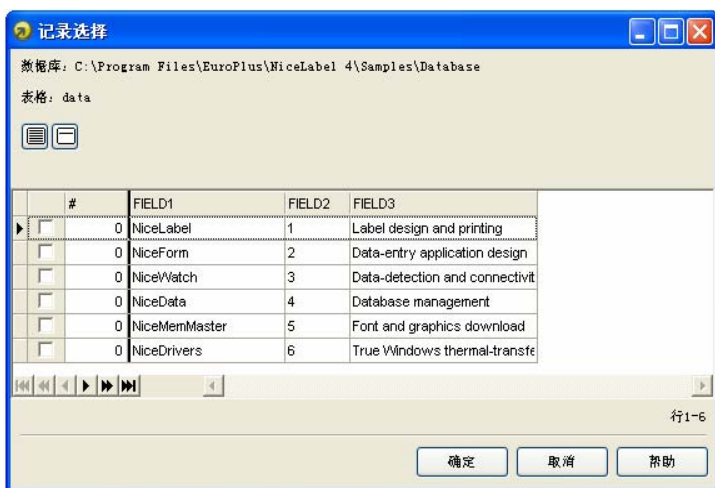 记录选择
数据库：C:\Program Files\EuroPlus\NiceLabel 4\Samples\Database
表格：data
# FIELD1 FIELD2 FIELD3
0 NiceLabel 1 Label design and printing
0 NiceForm 2 Data-entry application design
0 NiceWatch 3 Data-detection and connectivit
0 NiceData 4 Database management
0 NiceMemMaster 5 Font and graphics download
0 NiceDrivers 6 True Windows thermal-transfe
行1-6
确定 取消 帮助